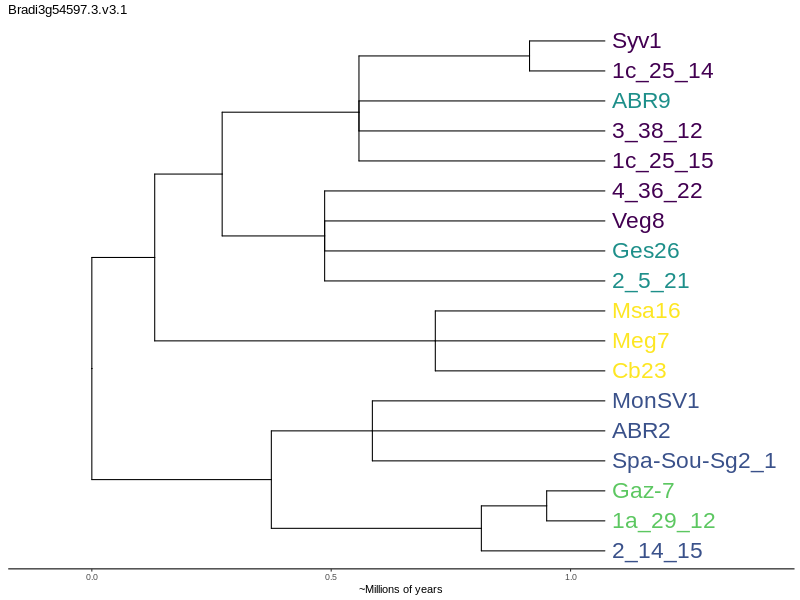 Bradi3g54597.3.v3.1
Syv1
1c_25_14
ABR9
3_38_12
1c_25_15
4_36_22
Veg8
Ges26
2_5_21
Msa16
Meg7
Cb23
MonSV1
ABR2
Spa-Sou-Sg2_1
Gaz-7
1a_29_12
2_14_15
0.0 0.5 1.0
~Millions of years